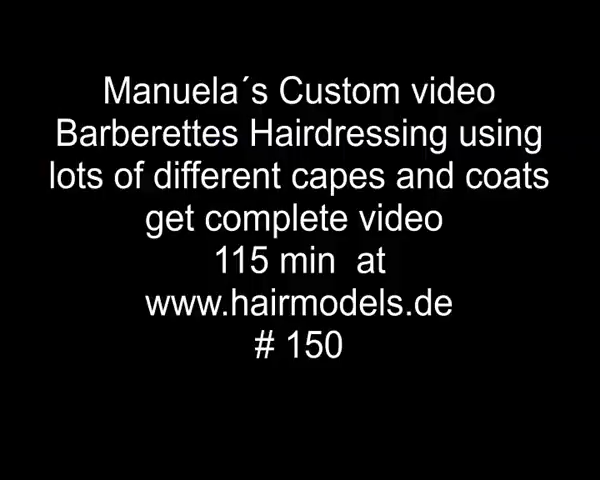 Manuela´s Custom video
Barberettes Hairdressing using
lots of different capes and coats
get complete video
115 min at
www.hairmodels.de
# 150